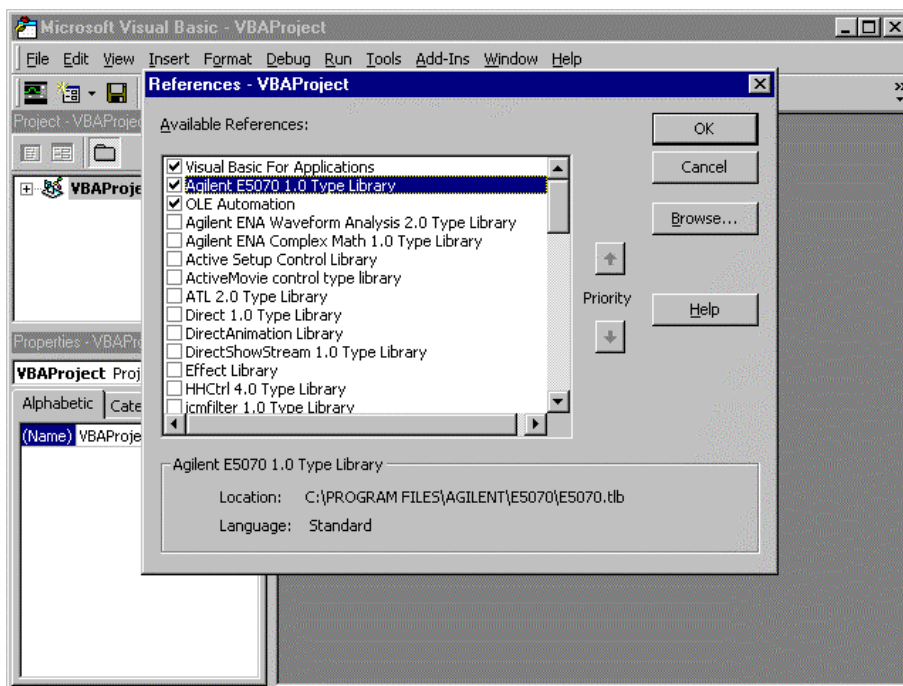 Microsoft Visual Basic - VBAProject
File Edit View Insert Format Debug Run Tools Add-Ins Window Help
References - VBAProject
Project - VBAProje
Available References:
OK
Cancel
Browse...
Help
VBAProje
Visual Basic For Applications
Agilent E5070 1.0 Type Library
OLE Automation
Agilent ENA Waveform Analysis 2.0 Type Library
Agilent ENA Complex Math 1.0 Type Library
Active Setup Control Library
ActiveMovie control type library
ATL 2.0 Type Library
Direct 1.0 Type Library
DirectAnimation Library
DirectShowStream 1.0 Type Library
Effect Library
HHCtrl 4.0 Type Library
icmfilter 1.0 Type Library
Priority
Properties - VBAPro
VBAProject Proj
Alphabetic Cate
(Name) VBAProje
Agilent E5070 1.0 Type Library
Location: C:\PROGRAM FILES\AGILENT\E5070\E5070.tlb
Language: Standard